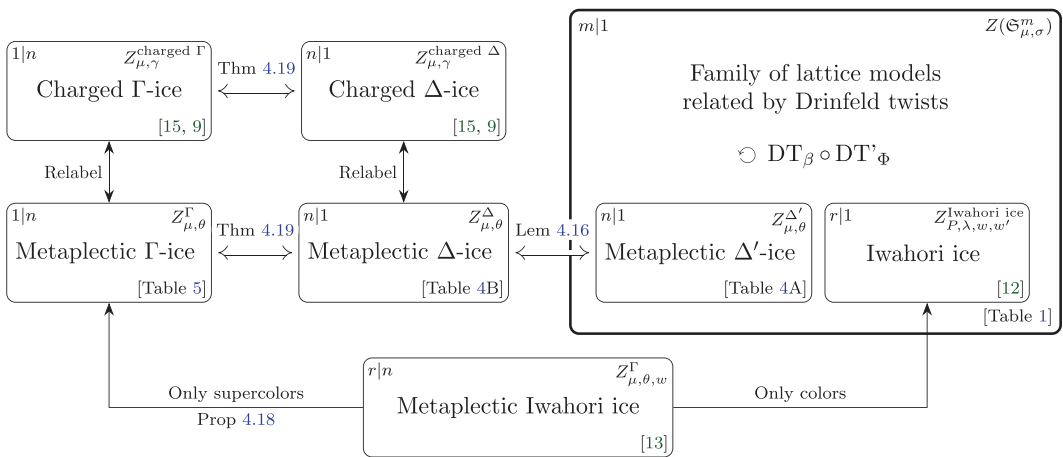 m|1 Z(𝔖^m_{μ,σ})
Family of lattice models
related by Drinfeld twists
↻ DT_β ∘ DT'_Φ
[Table 1]
1|n Z^{charged Γ}_{μ,γ}
Charged Γ-ice
[15, 9]
Thm 4.19
n|1 Z^{charged Δ}_{μ,γ}
Charged Δ-ice
[15, 9]
Relabel
Relabel
1|n Z^Γ_{μ,θ}
Metaplectic Γ-ice
[Table 5]
Thm 4.19
n|1 Z^Δ_{μ,θ}
Metaplectic Δ-ice
[Table 4B]
Lem 4.16
n|1 Z^{Δ′}_{μ,θ}
Metaplectic Δ′-ice
[Table 4A]
r|1 Z^{Iwahori ice}_{P,λ,w,w′}
Iwahori ice
[12]
Only supercolors
Prop 4.18
r|n Z^Γ_{μ,θ,w}
Metaplectic Iwahori ice
[13]
Only colors